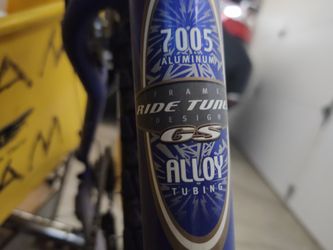 7005
ALUMINUM
FRAME
RIDE TUNED
DESIGN
GS
ALLOY
TUBING